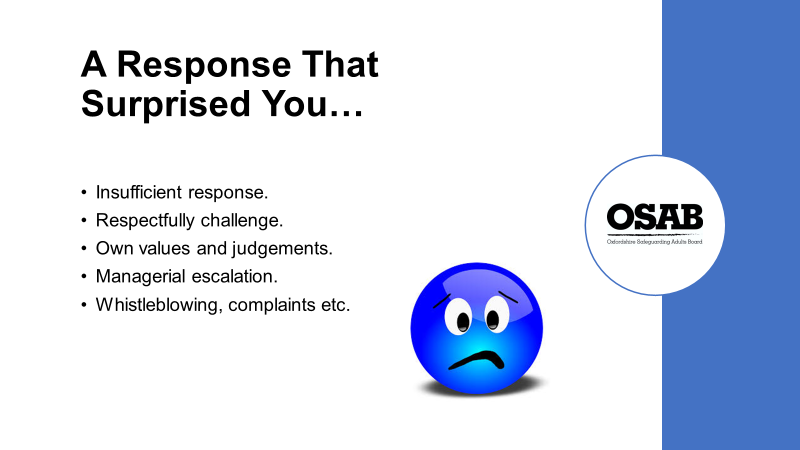 A Response That
Surprised You…
• Insufficient response.
• Respectfully challenge.
• Own values and judgements.
• Managerial escalation.
• Whistleblowing, complaints etc.
OSAB
Oxfordshire Safeguarding Adults Board